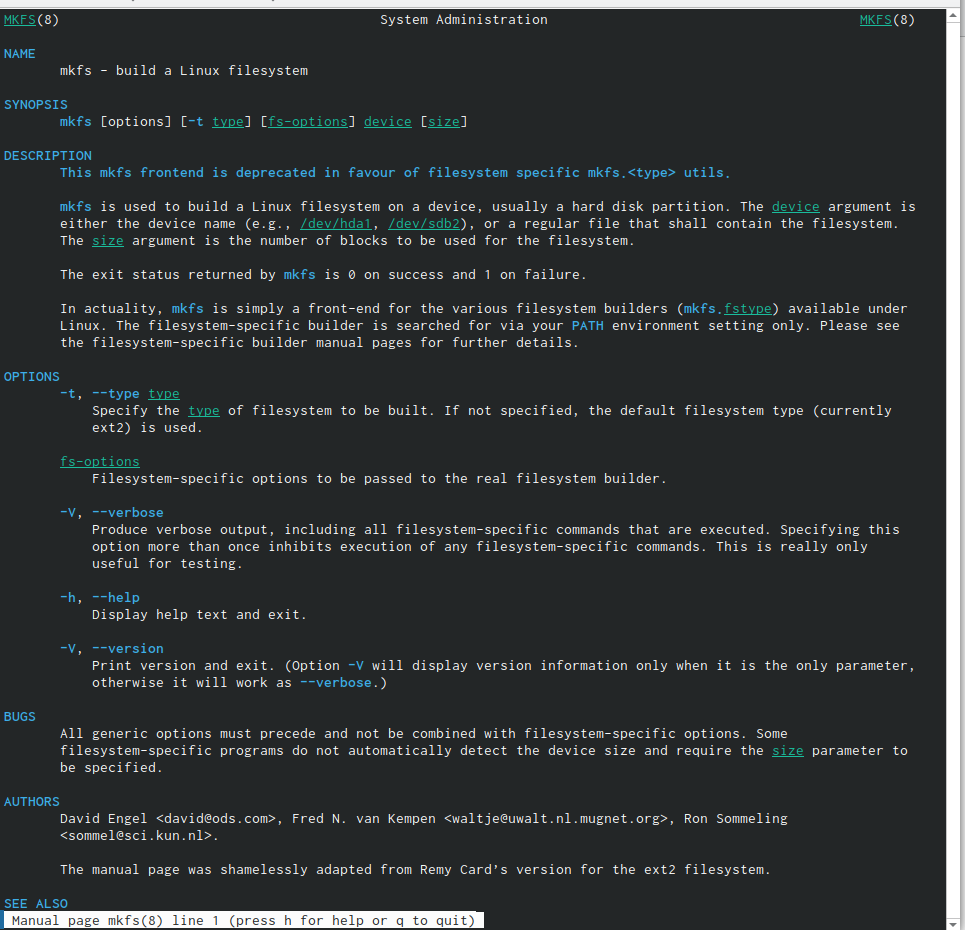 MKFS(8) System Administration MKFS(8)
NAME
mkfs - build a Linux filesystem
SYNOPSIS
mkfs [options] [-t type] [fs-options] device [size]
DESCRIPTION
This mkfs frontend is deprecated in favour of filesystem specific mkfs.<type> utils.
mkfs is used to build a Linux filesystem on a device, usually a hard disk partition. The device argument is
either the device name (e.g., /dev/hda1, /dev/sdb2), or a regular file that shall contain the filesystem.
The size argument is the number of blocks to be used for the filesystem.
The exit status returned by mkfs is 0 on success and 1 on failure.
In actuality, mkfs is simply a front-end for the various filesystem builders (mkfs.fstype) available under
Linux. The filesystem-specific builder is searched for via your PATH environment setting only. Please see
the filesystem-specific builder manual pages for further details.
OPTIONS
-t, --type type
Specify the type of filesystem to be built. If not specified, the default filesystem type (currently
ext2) is used.
fs-options
Filesystem-specific options to be passed to the real filesystem builder.
-V, --verbose
Produce verbose output, including all filesystem-specific commands that are executed. Specifying this
option more than once inhibits execution of any filesystem-specific commands. This is really only
useful for testing.
-h, --help
Display help text and exit.
-V, --version
Print version and exit. (Option -V will display version information only when it is the only parameter,
otherwise it will work as --verbose.)
BUGS
All generic options must precede and not be combined with filesystem-specific options. Some
filesystem-specific programs do not automatically detect the device size and require the size parameter to
be specified.
AUTHORS
David Engel <david@ods.com>, Fred N. van Kempen <waltje@uwalt.nl.mugnet.org>, Ron Sommeling
<sommel@sci.kun.nl>.
The manual page was shamelessly adapted from Remy Card's version for the ext2 filesystem.
SEE ALSO
Manual page mkfs(8) line 1 (press h for help or q to quit)